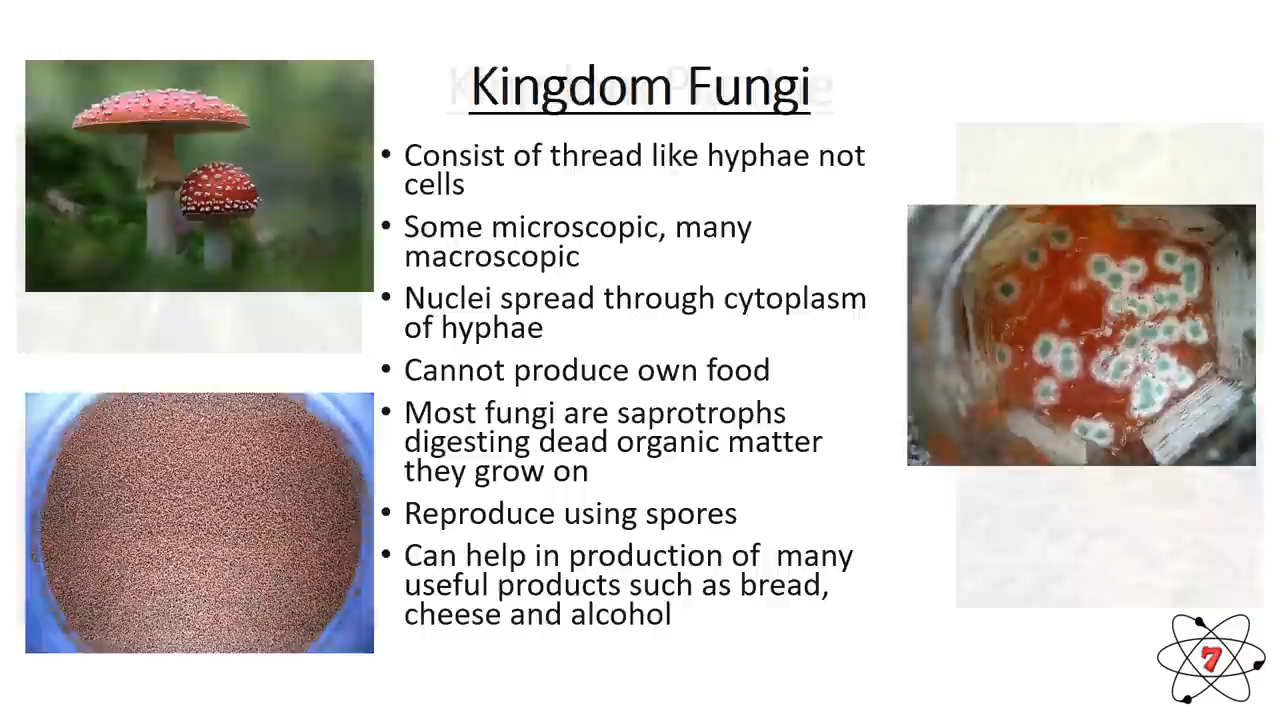 Kingdom Fungi
• Consist of thread like hyphae not
cells
• Some microscopic, many
macroscopic
• Nuclei spread through cytoplasm
of hyphae
• Cannot produce own food
• Most fungi are saprotrophs
digesting dead organic matter
they grow on
• Reproduce using spores
• Can help in production of  many
useful products such as bread,
cheese and alcohol
7